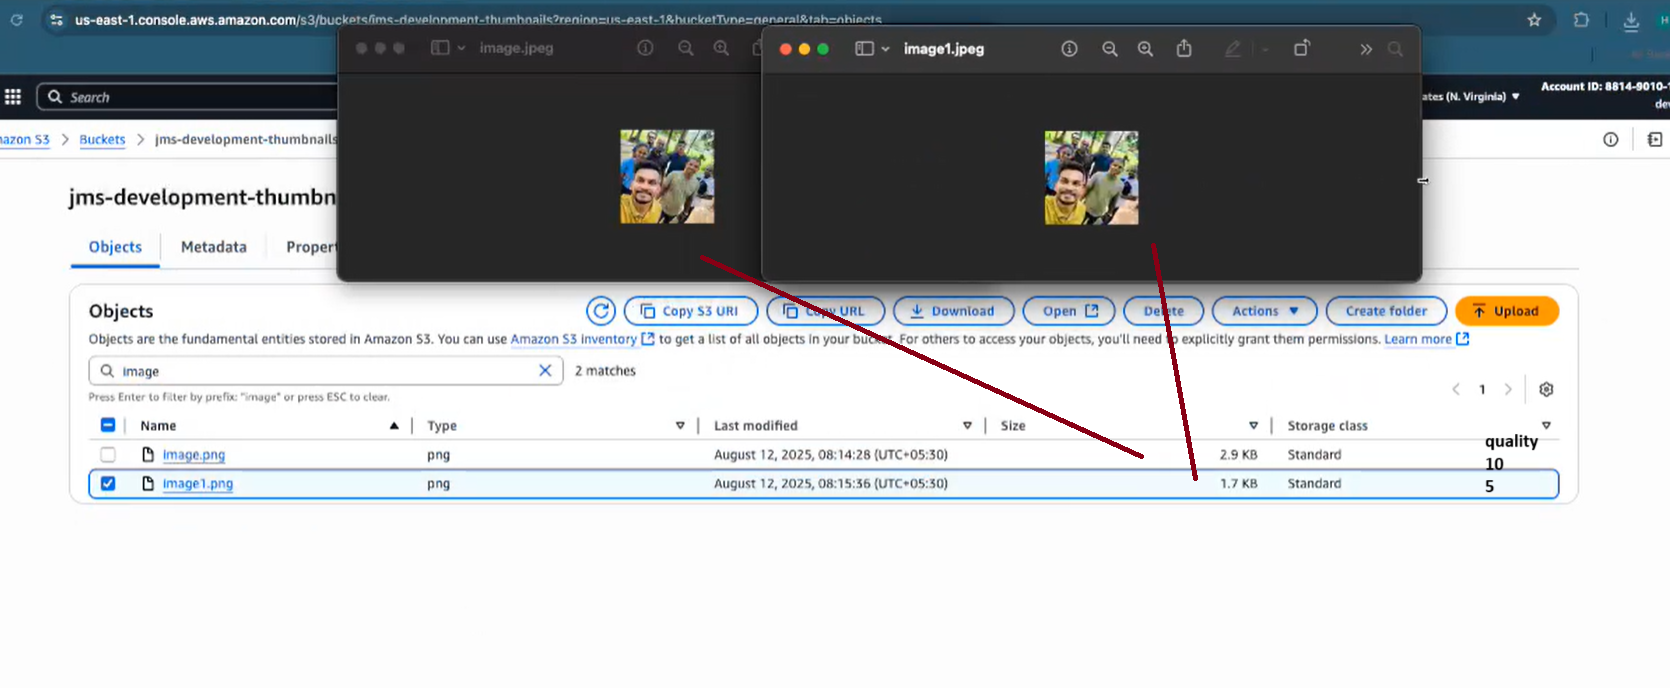 us-east-1.console.aws.amazon.com/s3/buckets/jms-development-thumbnails?region=us-east-1&bucketType=general&tab=objects
image.jpeg
image1.jpeg
Search
ates (N. Virginia)
Account ID: 8814-9010-1
dev
mazon S3 > Buckets > jms-development-thumbnails
jms-development-thumbn
Objects
Metadata
Proper
Objects
Copy S3 URI
Copy URL
Download
Open
Delete
Actions
Create folder
Upload
Objects are the fundamental entities stored in Amazon S3. You can use Amazon S3 inventory to get a list of all objects in your bucket. For others to access your objects, you'll need to explicitly grant them permissions. Learn more
image
2 matches
1
Press Enter to filter by prefix: "image" or press ESC to clear.
Name Type Last modified Size Storage class
quality
image.png png August 12, 2025, 08:14:28 (UTC+05:30) 2.9 KB Standard 10
image1.png png August 12, 2025, 08:15:36 (UTC+05:30) 1.7 KB Standard 5